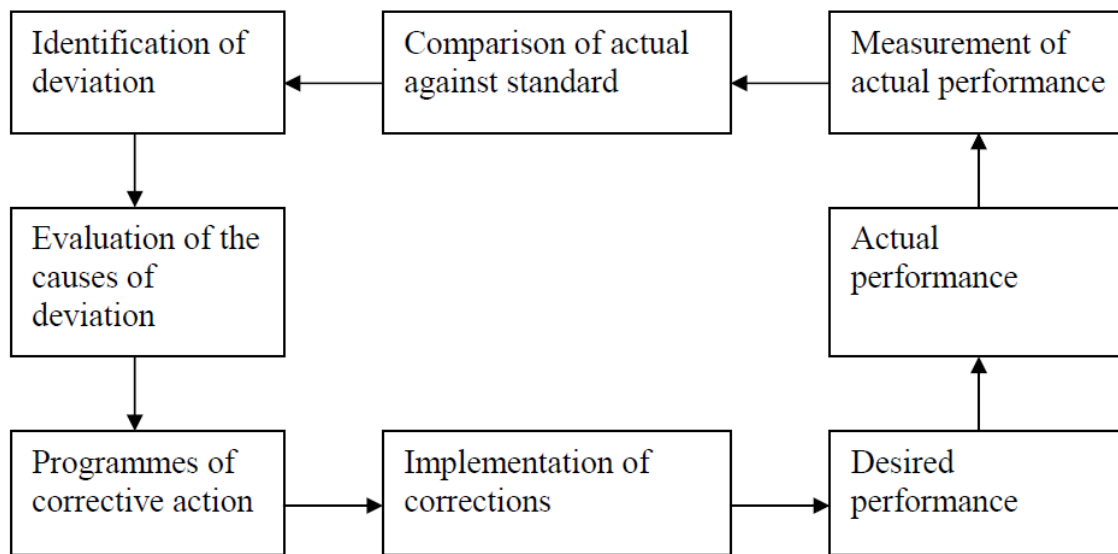 Identification of
deviation
Comparison of actual
against standard
Measurement of
actual performance
Evaluation of the
causes of
deviation
Actual
performance
Programmes of
corrective action
Implementation of
corrections
Desired
performance